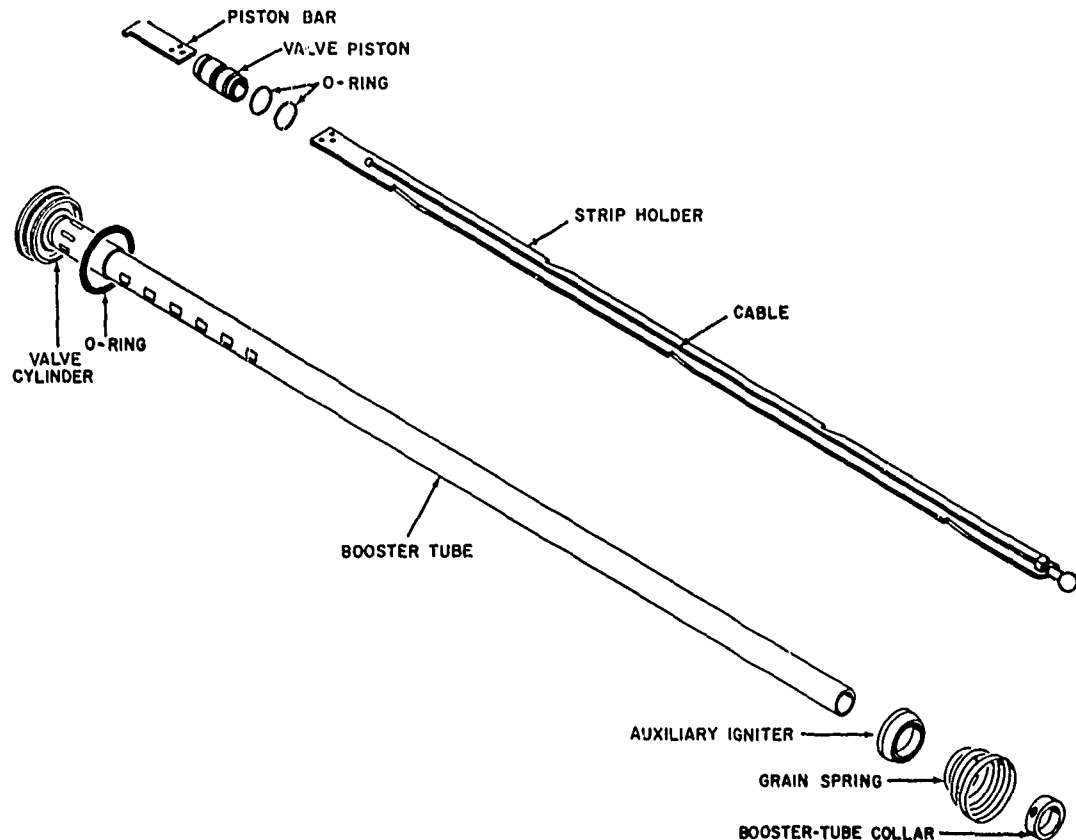 PISTON BAR
VALVE PISTON
O-RING
STRIP HOLDER
CABLE
O-RING
VALVE
CYLINDER
BOOSTER TUBE
AUXILIARY IGNITER
GRAIN SPRING
BOOSTER-TUBE COLLAR